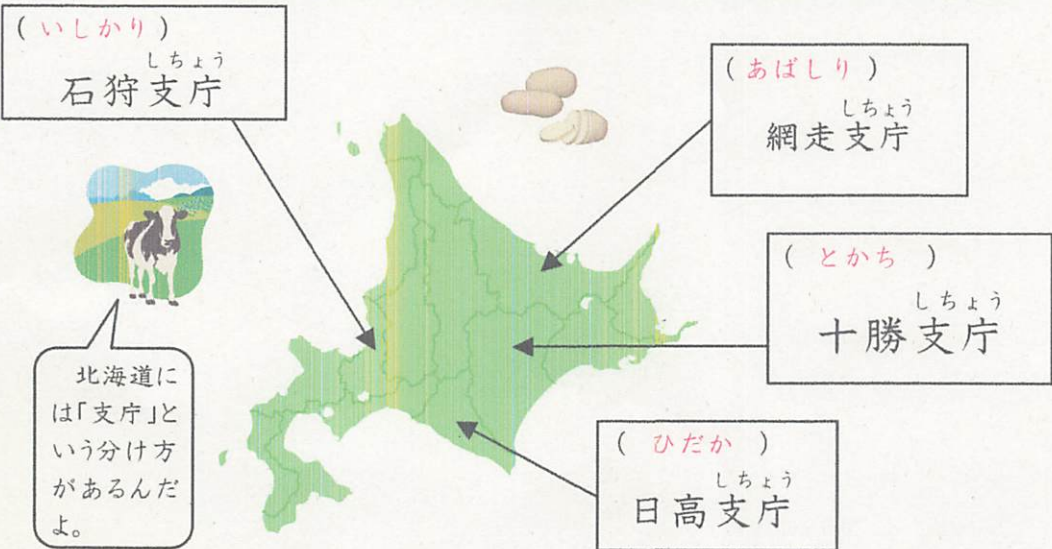 ( いしかり )
しちょう
石狩支庁
( あばしり )
しちょう
網走支庁
( とかち )
しちょう
十勝支庁
( ひだか )
しちょう
日高支庁
北海道に
は「支庁」と
いう分け方
があるんだ
よ。